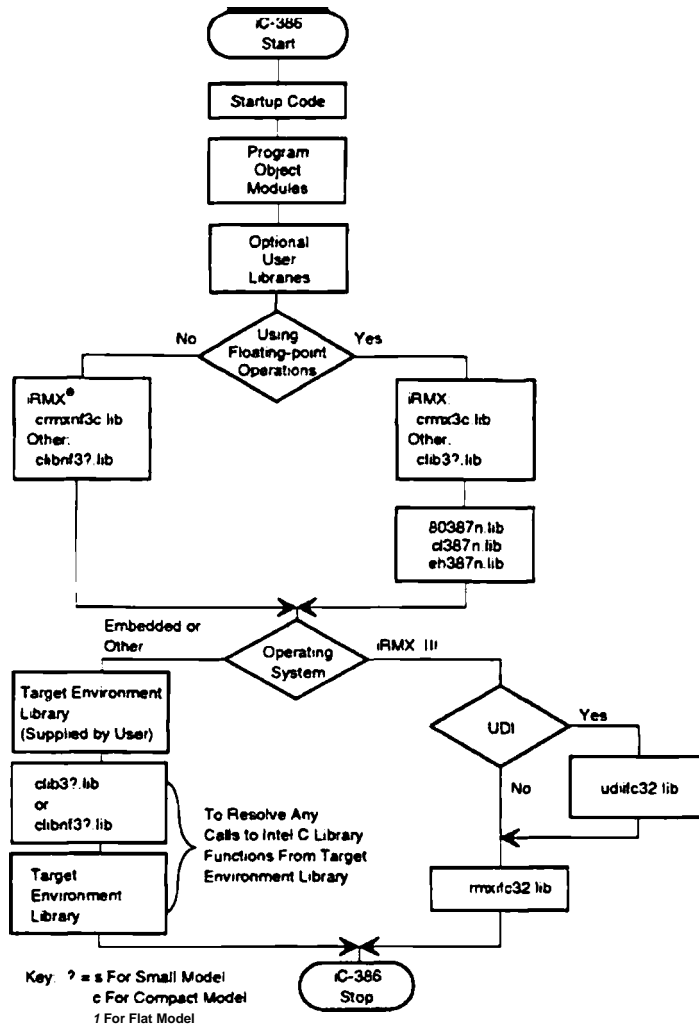 iC-386
Start
Startup Code
Program
Object
Modules
Optional
User
Libraries
No
Using
Floating-point
Operations
Yes
iRMX®
crmxnf3c.lib
Other:
clibnf3?.lib
iRMX:
crmx3c.lib
Other:
clib3?.lib
80387n.lib
cl387n.lib
eh387n.lib
Embedded or
Other
Operating
System
iRMX III
Target Environment
Library
(Supplied by User)
UDI
Yes
No
udiifc32.lib
clib3?.lib
or
clibnf3?.lib
To Resolve Any
Calls to Intel C Library
Functions From Target
Environment Library
Target
Environment
Library
rmxifc32.lib
Key: ? = s For Small Model
c For Compact Model
f For Flat Model
iC-386
Stop